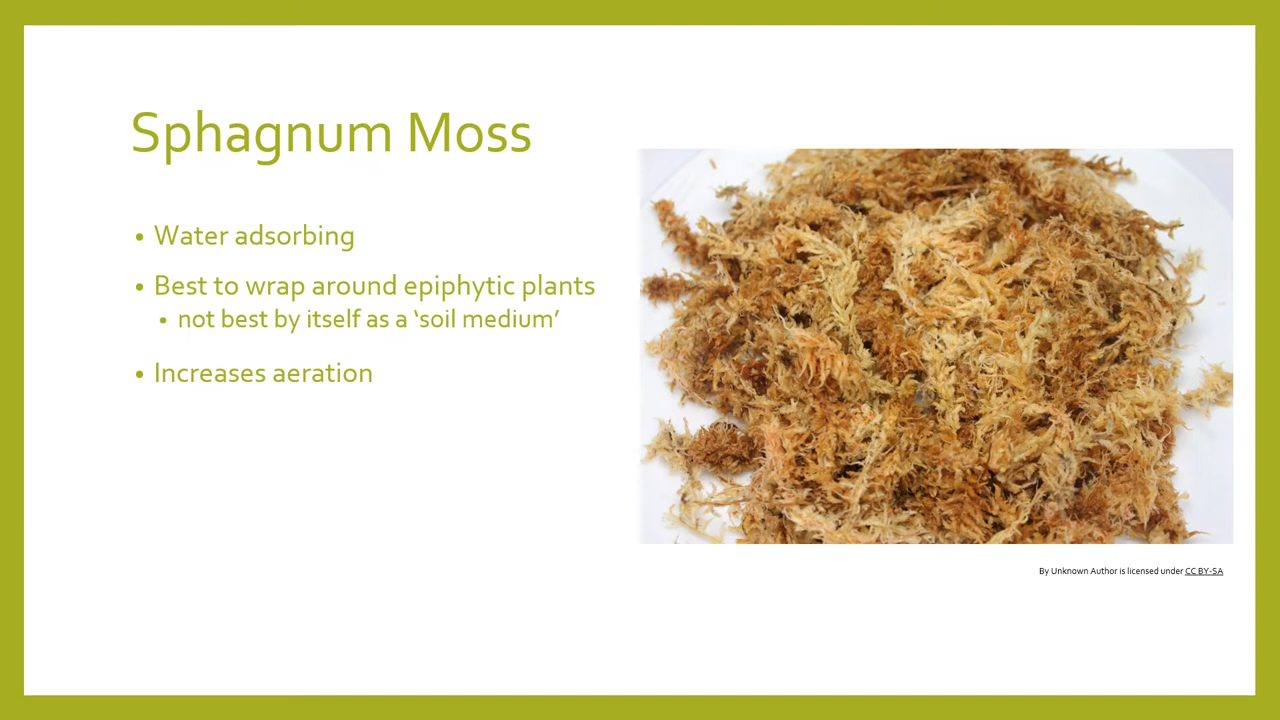 Sphagnum Moss
• Water adsorbing
• Best to wrap around epiphytic plants
• not best by itself as a ‘soil medium’
• Increases aeration
By Unknown Author is licensed under CC BY-SA